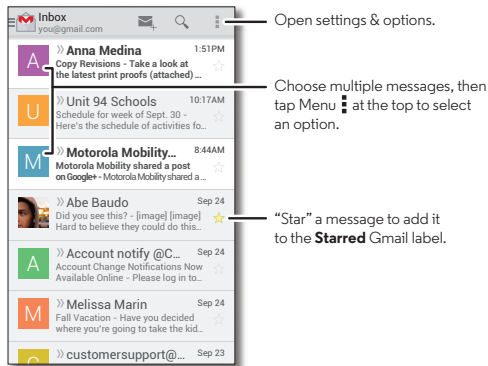 Inbox
you@gmail.com
Open settings & options.
A
» Anna Medina 1:51PM
Copy Revisions - Take a look at
the latest print proofs (attached) ...
Choose multiple messages, then
tap Menu at the top to select
an option.
U
» Unit 94 Schools 10:17AM
Schedule for week of Sept. 30 -
Here's the schedule of activities fo...
M
» Motorola Mobility... 8:44AM
Motorola Mobility shared a post
on Google+ - Motorola Mobility shared a ...
» Abe Baudo Sep 24
Did you see this? - [image] [image]
Hard to believe they could do this...
"Star" a message to add it
to the Starred Gmail label.
A
» Account notify @C... Sep 24
Account Change Notifications Now
Available Online - Please log in to...
M
» Melissa Marin Sep 24
Fall Vacation - Have you decided
where you're going to take the kid...
» customersupport@... Sep 23